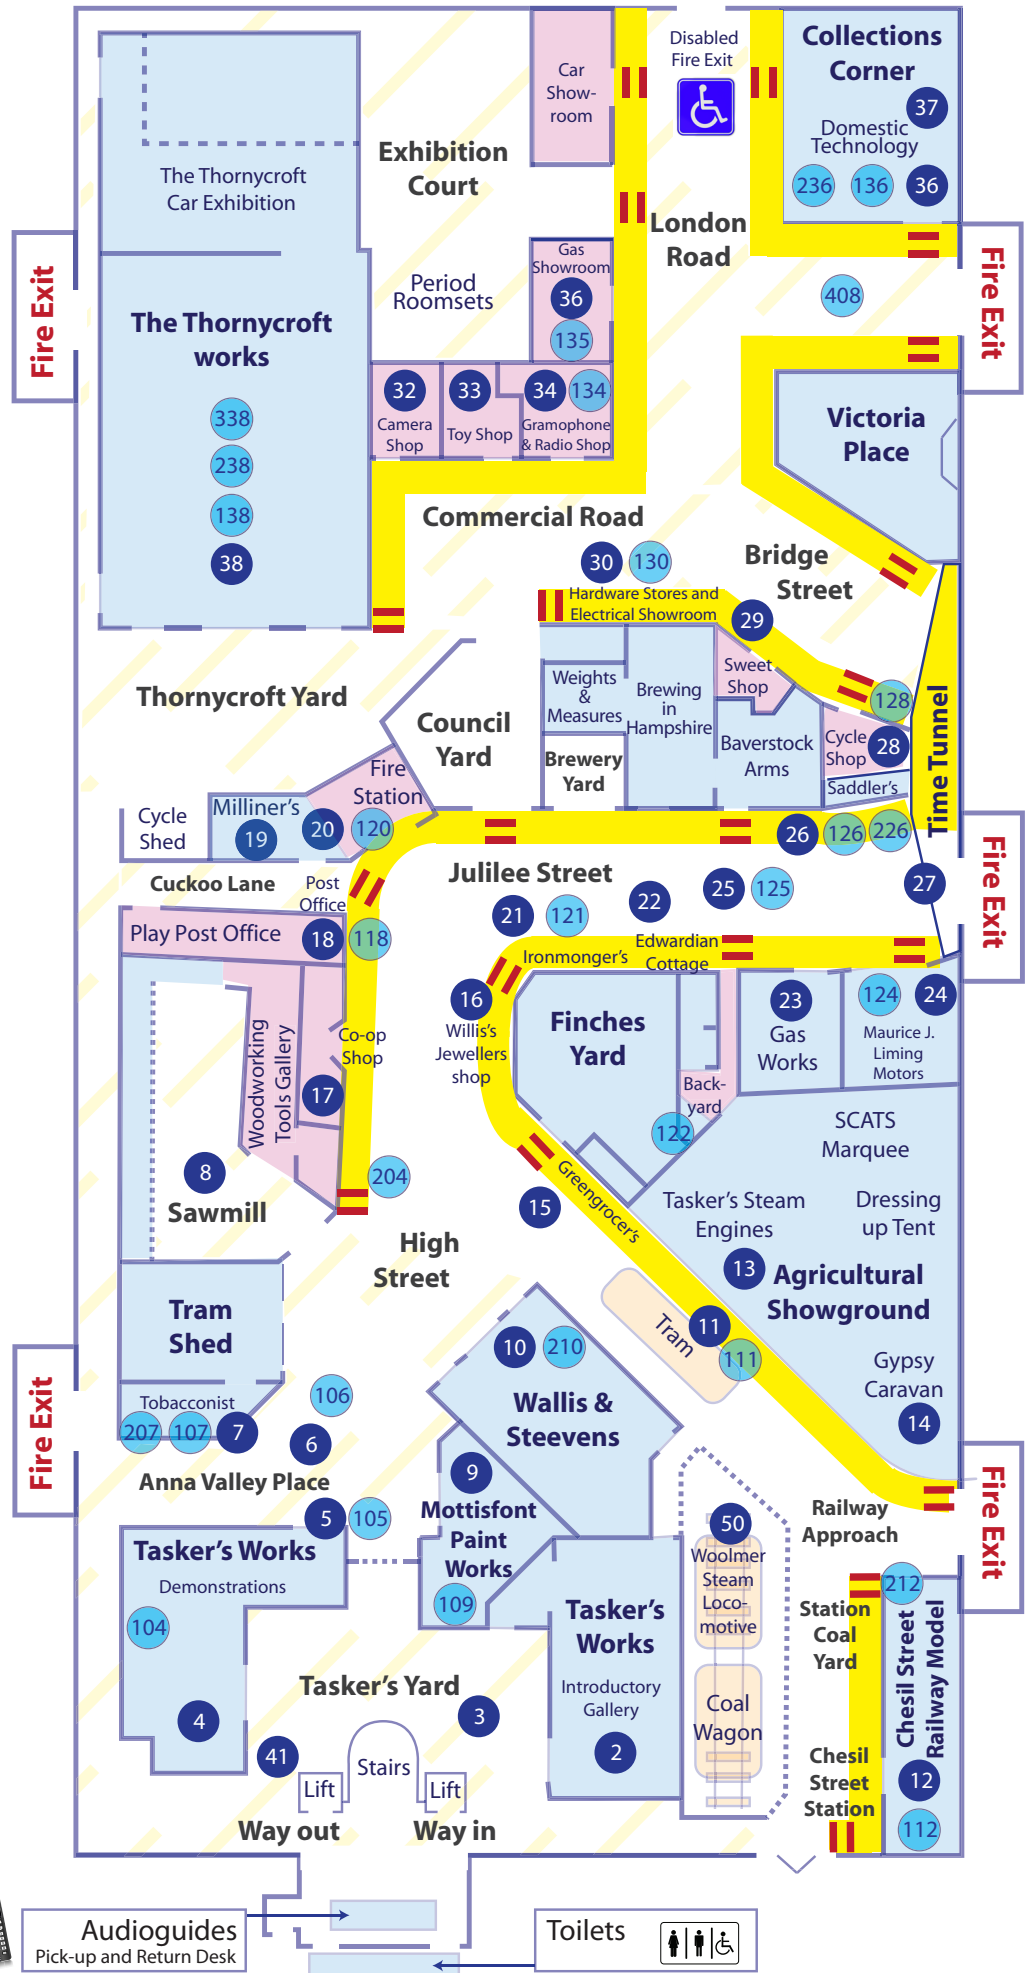 Disabled
Fire Exit
Collections
Corner
37
Domestic
Technology
236
136
36
Car
Show-
room
Exhibition
Court
The Thornycroft
Car Exhibition
London
Road
Fire Exit
Fire Exit
Gas
Showroom
36
135
Period
Roomsets
408
The Thornycroft
works
338
238
138
38
32
Camera
Shop
33
Toy Shop
34
134
Gramophone
& Radio Shop
Victoria
Place
Commercial Road
30
130
Bridge
Street
Hardware Stores and
Electrical Showroom
29
Sweet
Shop
Weights
&
Measures
Brewing
in
Hampshire
128
Thornycroft Yard
Council
Yard
Brewery
Yard
Baverstock
Arms
Cycle
Shop
28
Saddler's
Time Tunnel
Fire
Station
Milliner's
Cycle
Shed
19
20
120
26
126
226
Cuckoo Lane
Post
Office
Julilee Street
21
121
22
25
125
27
Fire Exit
Play Post Office
18
118
Ironmonger's
Edwardian
Cottage
16
Willis's
Jewellers
shop
Finches
Yard
23
Gas
Works
124
24
Maurice J.
Liming
Motors
Woodworking
Tools Gallery
Co-op
Shop
17
Back-
yard
122
SCATS
Marquee
8
Sawmill
204
15
Greengrocer's
Tasker's Steam
Engines
Dressing
up Tent
13
Agricultural
Showground
High
Street
Tram
Shed
Tram
11
111
10
210
Wallis &
Steevens
Gypsy
Caravan
14
Fire Exit
Tobacconist
207
107
7
106
6
Anna Valley Place
9
Mottisfont
Paint
Works
109
5
105
Tasker's Works
Demonstrations
104
4
50
Woolmer
Steam
Loco-
motive
Coal
Wagon
Railway
Approach
Fire Exit
212
Station
Coal
Yard
Chesil Street
Railway Model
Tasker's
Works
Introductory
Gallery
2
Tasker's Yard
3
41
Stairs
Lift
Lift
Way out
Way in
Chesil
Street
Station
12
112
Audioguides
Pick-up and Return Desk
Toilets